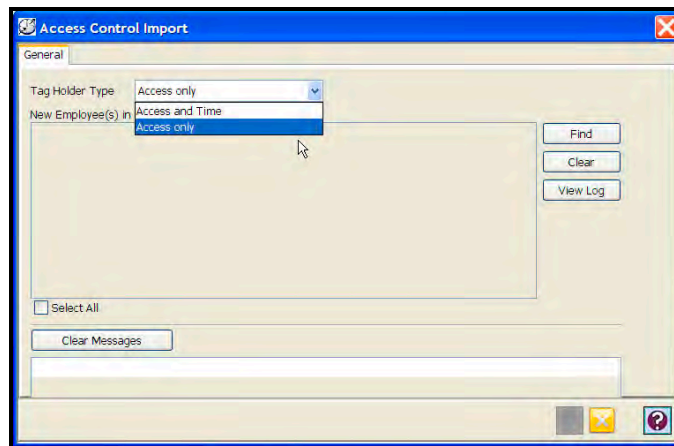 Access Control Import
General
Tag Holder Type Access only
Access and Time
New Employee(s) in
Access only
Find
Clear
View Log
Select All
Clear Messages
?